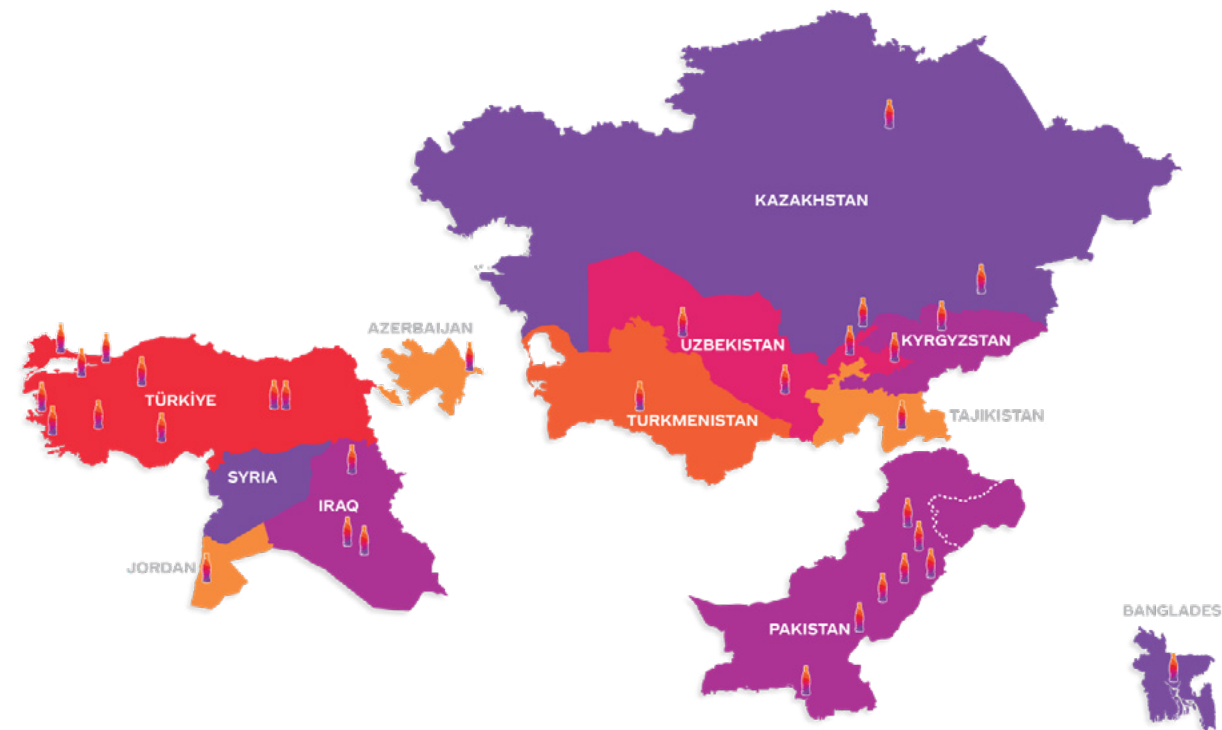 KAZAKHSTAN
AZERBAIJAN
UZBEKISTAN
KYRGYZSTAN
TÜRKİYE
TURKMENISTAN
TAJIKISTAN
SYRIA
IRAQ
JORDAN
PAKISTAN
BANGLADES